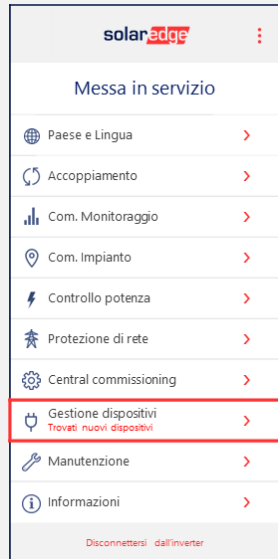 solaredge
Messa in servizio
Paese e Lingua
Accoppiamento
Com. Monitoraggio
Com. Impianto
Controllo potenza
Protezione di rete
Central commissioning
Gestione dispositivi
Trovati nuovi dispositivi
Manutenzione
Informazioni
Disconnettersi dall'inverter